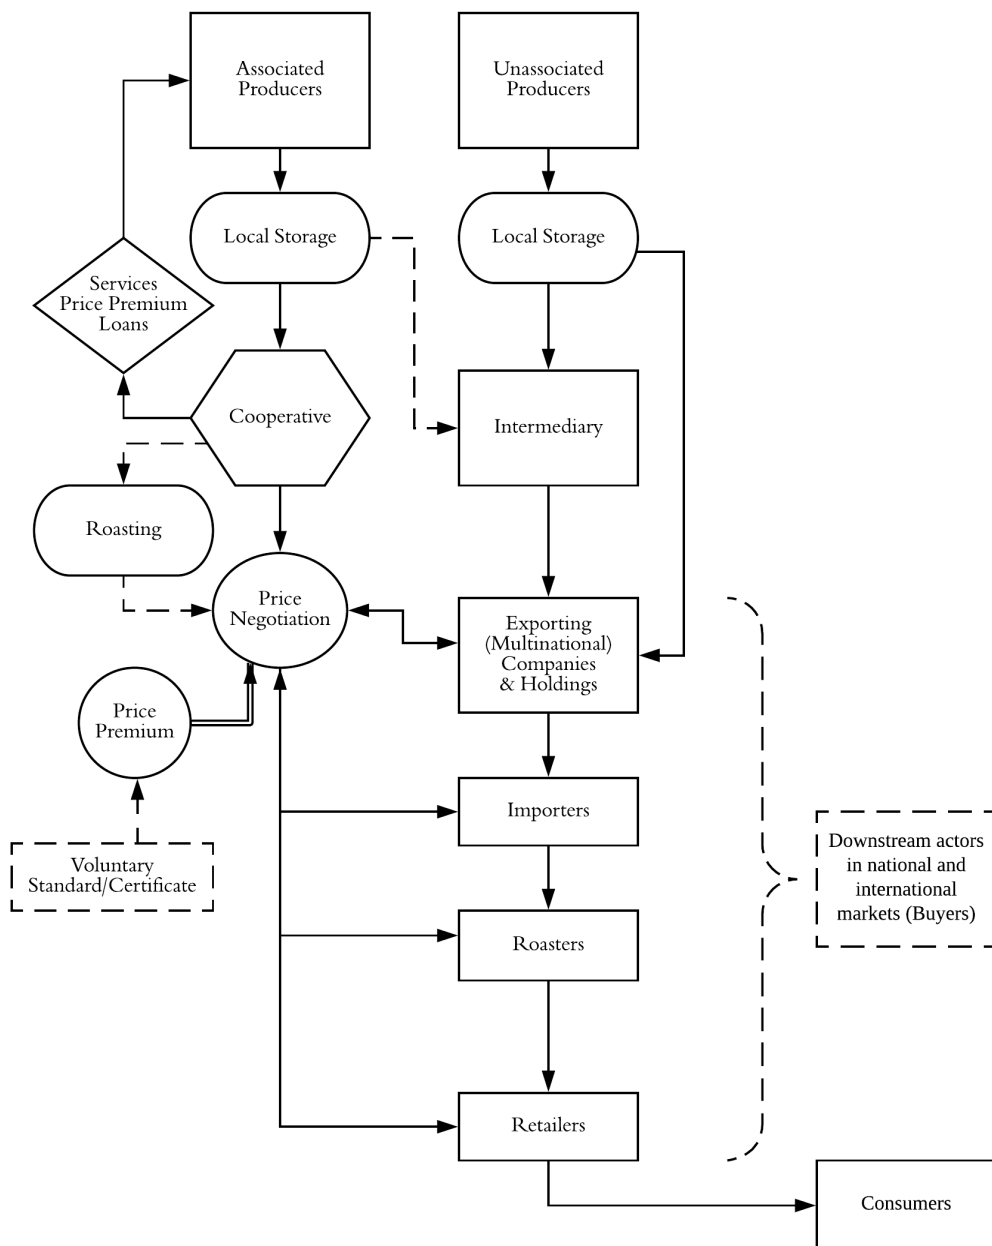 Associated
Producers
Unassociated
Producers
Local Storage
Local Storage
Services
Price Premium
Loans
Cooperative
Intermediary
Roasting
Price
Negotiation
Exporting
(Multinational)
Companies
& Holdings
Price
Premium
Importers
Voluntary
Standard/Certificate
Downstream actors
in national and
international
markets (Buyers)
Roasters
Retailers
Consumers